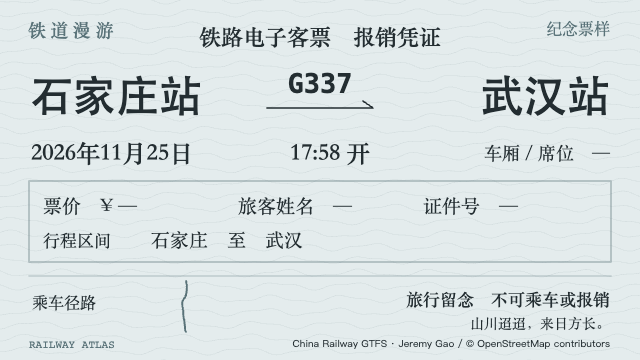 铁道漫游
铁路电子客票 报销凭证
纪念票样
石家庄站 G337 武汉站
2026年11月25日 17:58 开 车厢 / 席位 —
票价 ¥— 旅客姓名 — 证件号 —
行程区间 石家庄 至 武汉
乘车径路
旅行留念 不可乘车或报销
山川迢迢，来日方长。
RAILWAY ATLAS
China Railway GTFS · Jeremy Gao / © OpenStreetMap contributors